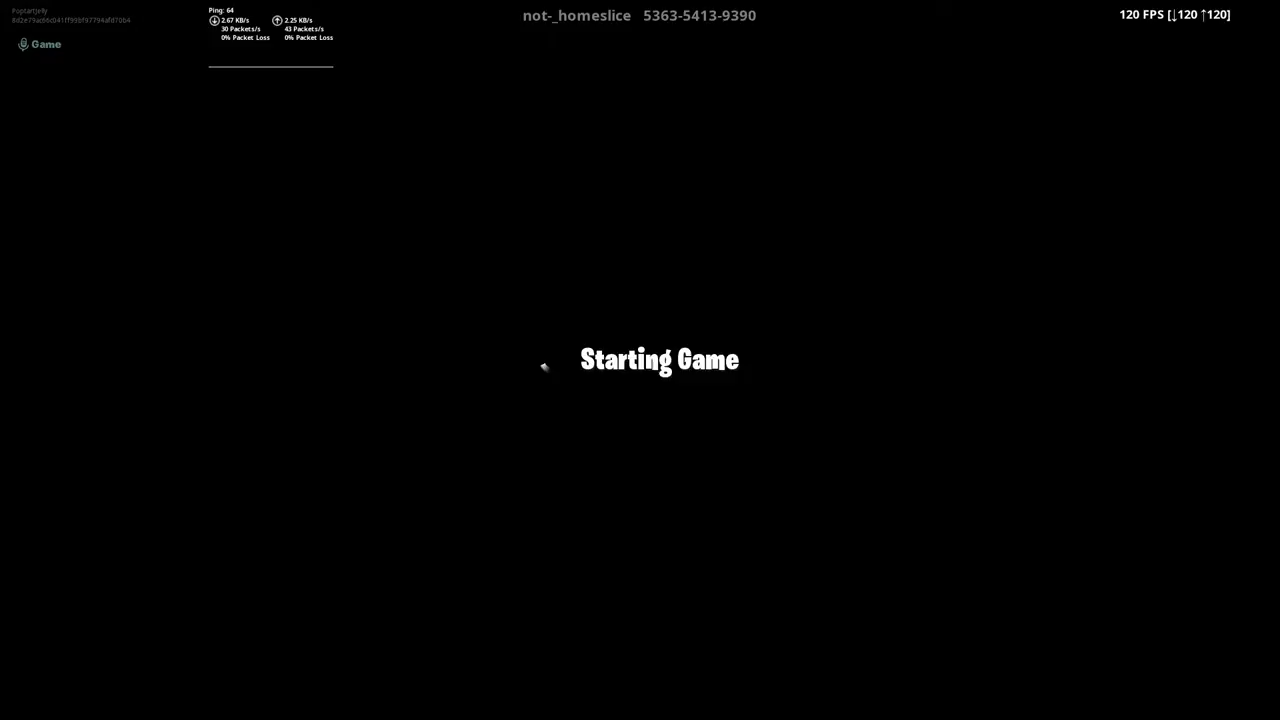 PoptartJelly
Ping: 64
2.67 KB/s 2.25 KB/s
30 Packets/s 43 Packets/s
0% Packet Loss 0% Packet Loss
Game
not-_homeslice 5363-5413-9390
120 FPS [↓120 ↑120]
Starting Game